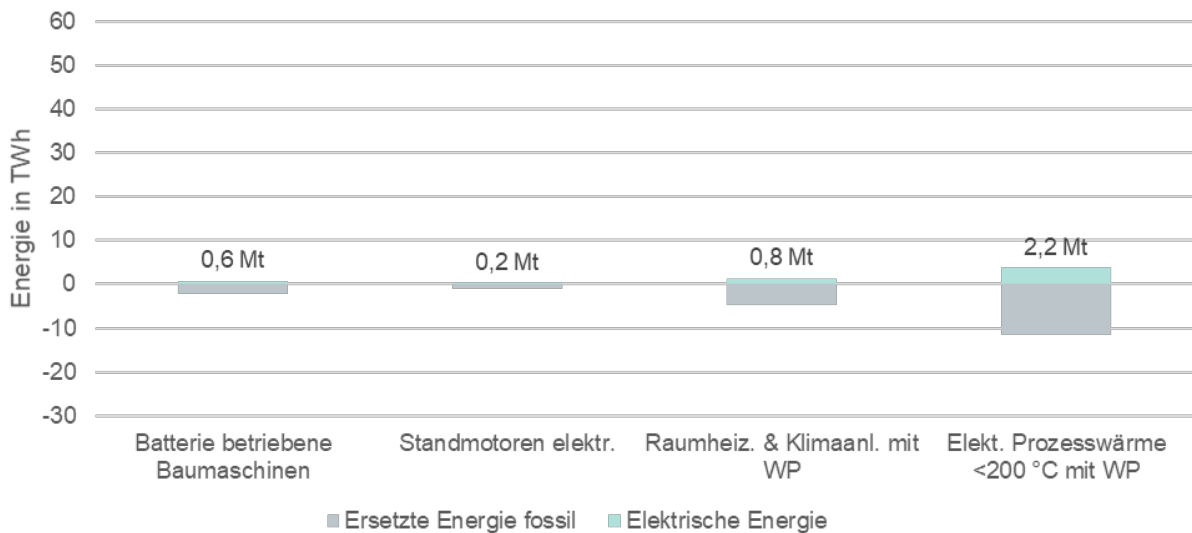 Energie in TWh
60
50
40
30
20
10
0
-10
-20
-30
0,6 Mt
0,2 Mt
0,8 Mt
2,2 Mt
Batterie betriebene
Baumaschinen
Standmotoren elektr.
Raumheiz. & Klimaanl. mit
WP
Elekt. Prozesswärme
<200 °C mit WP
Ersetzte Energie fossil
Elektrische Energie